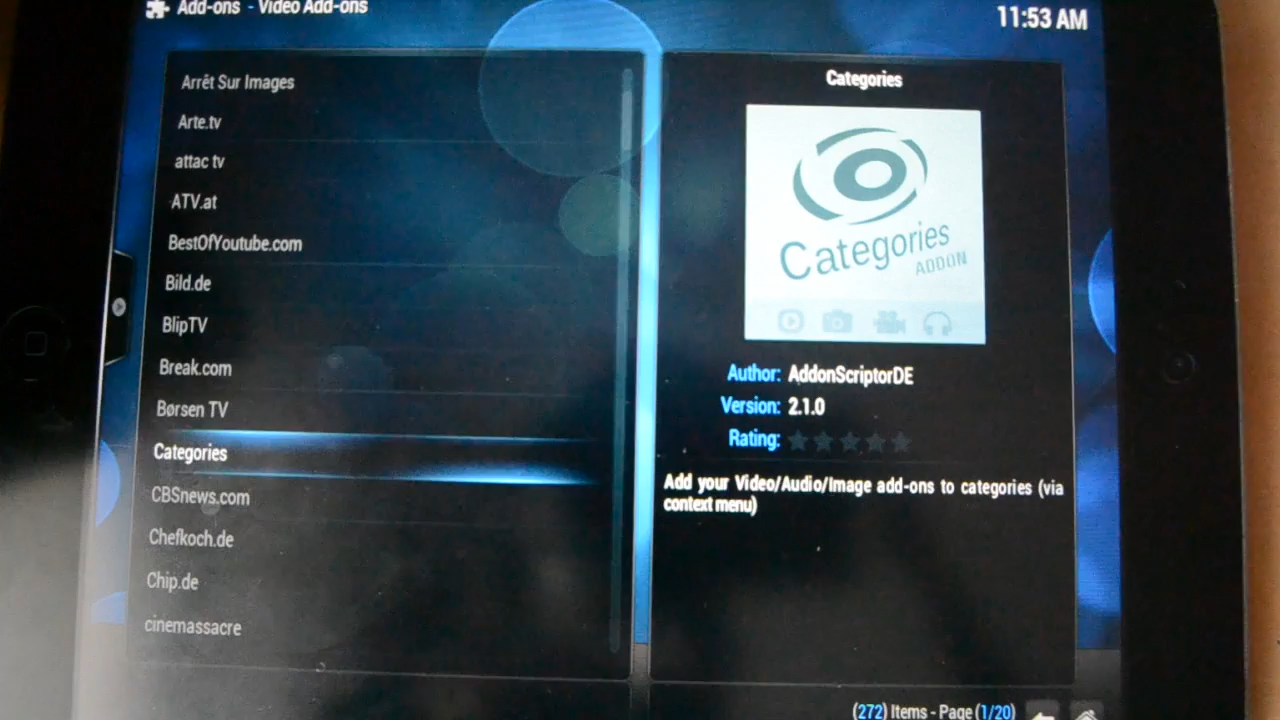 Add-ons - Video Add-ons
11:53 AM
Arrêt Sur Images
Arte.tv
attac tv
ATV.at
BestOfYoutube.com
Bild.de
BlipTV
Break.com
Børsen TV
Categories
CBSnews.com
Chefkoch.de
Chip.de
cinemassacre
Categories
Categories
ADDON
Author: AddonScriptorDE
Version: 2.1.0
Rating:
Add your Video/Audio/Image add-ons to categories (via
context menu)
(272) Items - Page (1/20)